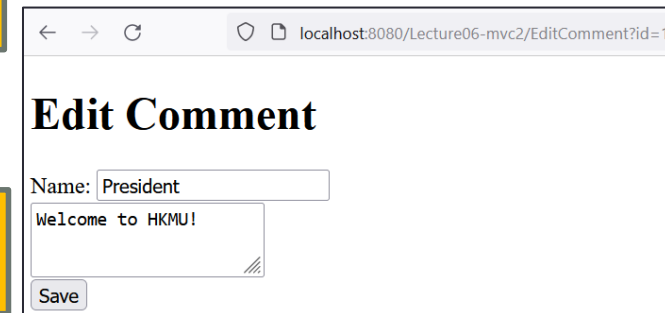 localhost:8080/Lecture06-mvc2/EditComment?id=1
Edit Comment
Name: President
Welcome to HKMU!
Save